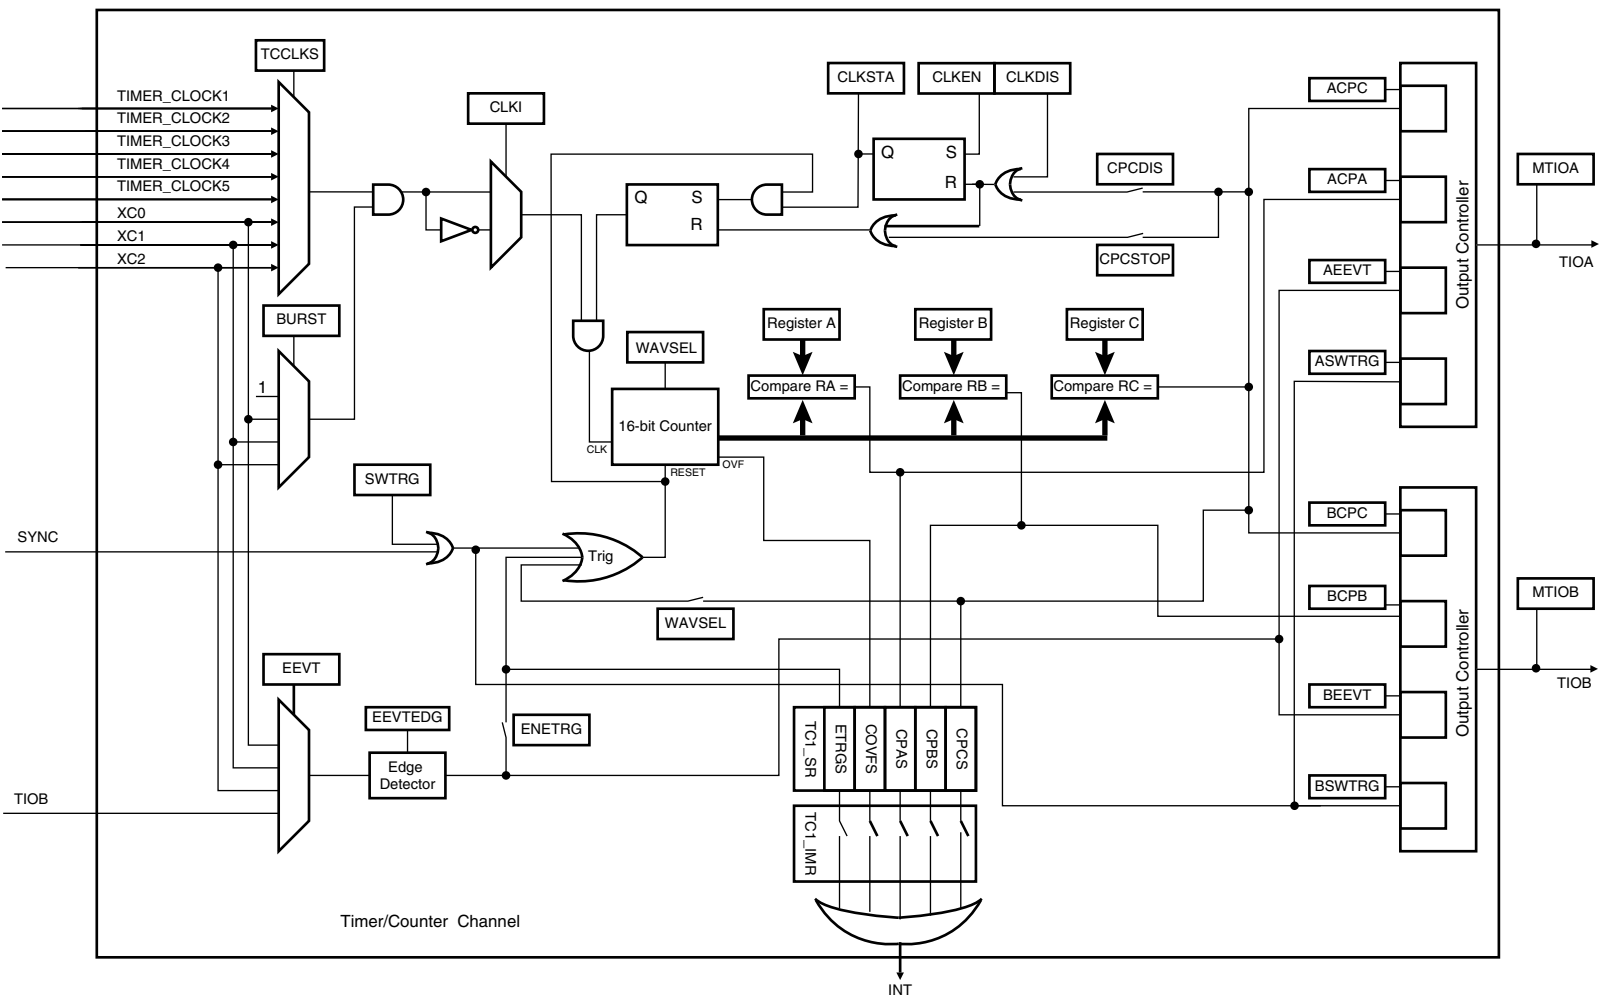 TCCLKS
TIMER_CLOCK1
TIMER_CLOCK2
TIMER_CLOCK3
TIMER_CLOCK4
TIMER_CLOCK5
XC0
XC1
XC2
CLKI
CLKSTA
CLKEN
CLKDIS
Q
S
R
Q
S
R
CPCDIS
CPCSTOP
ACPC
ACPA
AEEVT
ASWTRG
Output Controller
MTIOA
TIOA
BURST
1
WAVSEL
Register A
Register B
Register C
Compare RA =
Compare RB =
Compare RC =
16-bit Counter
CLK
RESET
OVF
SWTRG
SYNC
Trig
WAVSEL
BCPC
BCPB
BEEVT
BSWTRG
Output Controller
MTIOB
TIOB
EEVT
EEVTEDG
Edge
Detector
ENETRG
TIOB
TC1_SR
ETRGS
COVFS
CPAS
CPBS
CPCS
TC1_IMR
Timer/Counter Channel
INT